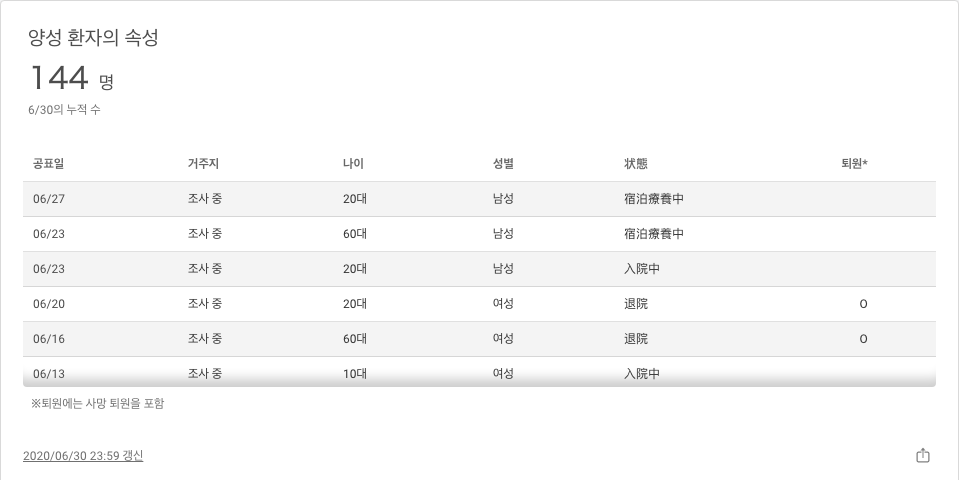 양성 환자의 속성
144 명
6/30의 누적 수
공표일 거주지 나이 성별 状態 퇴원*
06/27 조사 중 20대 남성 宿泊療養中
06/23 조사 중 60대 남성 宿泊療養中
06/23 조사 중 20대 남성 入院中
06/20 조사 중 20대 여성 退院 O
06/16 조사 중 60대 여성 退院 O
06/13 조사 중 10대 여성 入院中
※퇴원에는 사망 퇴원을 포함
2020/06/30 23:59 갱신